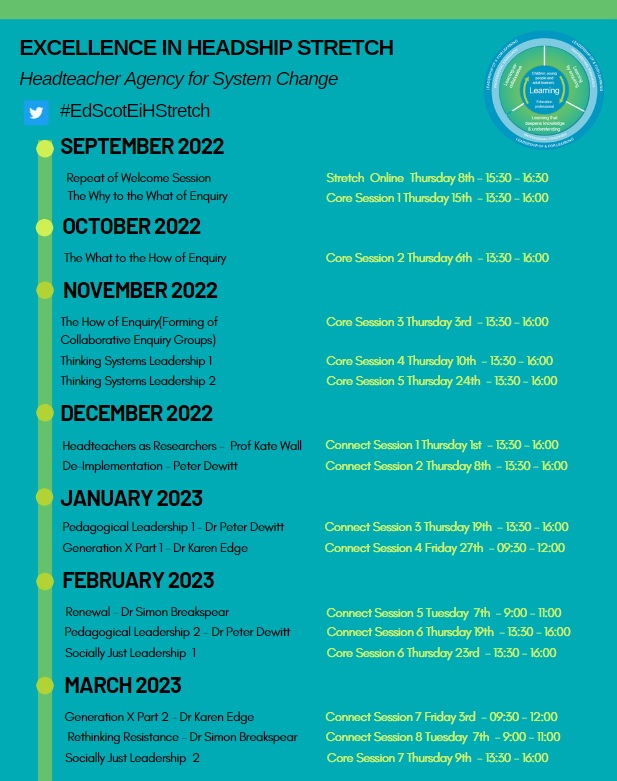 EXCELLENCE IN HEADSHIP STRETCH
Headteacher Agency for System Change
#EdScotEiHStretch
Children, young
people and
adult learners
Learning
Education
professional
Learning that
deepens knowledge
& understanding
SEPTEMBER 2022
Repeat of Welcome Session Stretch Online Thursday 8th – 15:30 – 16:30
The Why to the What of Enquiry Core Session 1 Thursday 15th – 13:30 – 16:00
OCTOBER 2022
The What to the How of Enquiry Core Session 2 Thursday 6th – 13:30 – 16:00
NOVEMBER 2022
The How of Enquiry(Forming of Core Session 3 Thursday 3rd – 13:30 – 16:00
Collaborative Enquiry Groups)
Thinking Systems Leadership 1 Core Session 4 Thursday 10th – 13:30 – 16:00
Thinking Systems Leadership 2 Core Session 5 Thursday 24th – 13:30 – 16:00
DECEMBER 2022
Headteachers as Researchers – Prof Kate Wall Connect Session 1 Thursday 1st – 13:30 – 16:00
De-Implementation – Peter Dewitt Connect Session 2 Thursday 8th – 13:30 – 16:00
JANUARY 2023
Pedagogical Leadership 1 – Dr Peter Dewitt Connect Session 3 Thursday 19th – 13:30 – 16:00
Generation X Part 1 – Dr Karen Edge Connect Session 4 Friday 27th – 09:30 – 12:00
FEBRUARY 2023
Renewal – Dr Simon Breakspear Connect Session 5 Tuesday 7th – 9:00 – 11:00
Pedagogical Leadership 2 – Dr Peter Dewitt Connect Session 6 Thursday 19th – 13:30 – 16:00
Socially Just Leadership 1 Core Session 6 Thursday 23rd – 13:30 – 16:00
MARCH 2023
Generation X Part 2 – Dr Karen Edge Connect Session 7 Friday 3rd – 09:30 – 12:00
Rethinking Resistance – Dr Simon Breakspear Connect Session 8 Tuesday 7th – 9:00 – 11:00
Socially Just Leadership 2 Core Session 7 Thursday 9th – 13:30 – 16:00